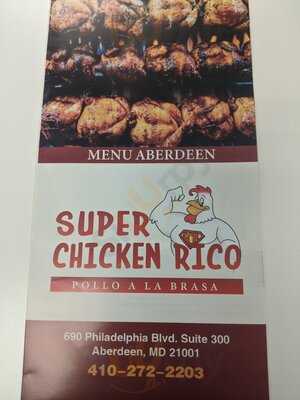 MENU ABERDEEN
SUPER
CHICKEN RICO
POLLO A LA BRASA
690 Philadelphia Blvd. Suite 300
Aberdeen, MD 21001
410-272-2203